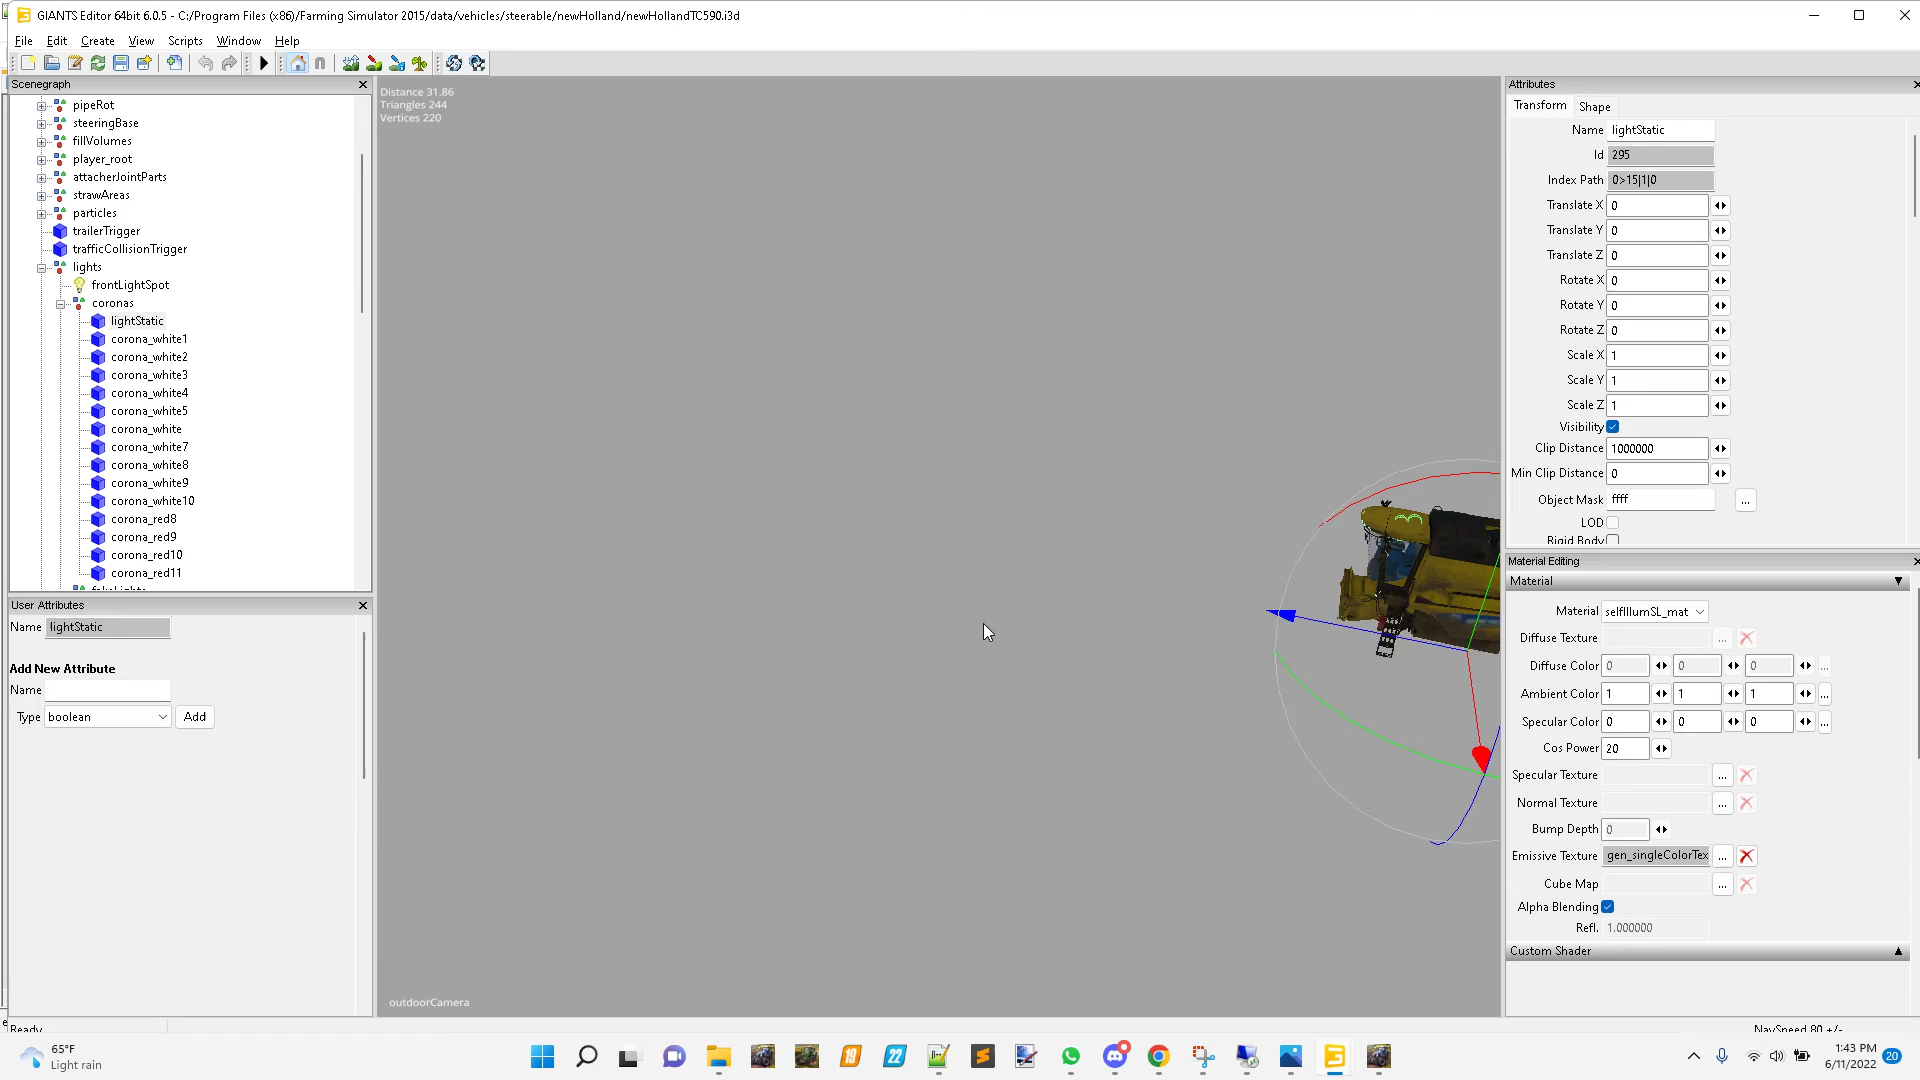 GIANTS Editor 64bit 6.0.5 - C:/Program Files (x86)/Farming Simulator 2015/data/vehicles/steerable/newHolland/newHollandTC590.i3d
File Edit Create View Scripts Window Help
Scenegraph
pipeRot
steeringBase
fillVolumes
player_root
attacherJointParts
strawAreas
particles
trailerTrigger
trafficCollisionTrigger
lights
frontLightSpot
coronas
lightStatic
corona_white1
corona_white2
corona_white3
corona_white4
corona_white5
corona_white
corona_white7
corona_white8
corona_white9
corona_white10
corona_red8
corona_red9
corona_red10
corona_red11
User Attributes
Name lightStatic
Add New Attribute
Name
Type boolean Add
Ready
Distance 31.86
Triangles 244
Vertices 220
outdoorCamera
Attributes
Transform Shape
Name lightStatic
Id 295
Index Path 0>15|1|0
Translate X 0
Translate Y 0
Translate Z 0
Rotate X 0
Rotate Y 0
Rotate Z 0
Scale X 1
Scale Y 1
Scale Z 1
Visibility
Clip Distance 1000000
Min Clip Distance 0
Object Mask ffff ...
LOD
Rigid Body
Material Editing
Material
Material selfIllumSL_mat
Diffuse Texture ...
Diffuse Color 0 0 0 ...
Ambient Color 1 1 1 ...
Specular Color 0 0 0 ...
Cos Power 20
Specular Texture ...
Normal Texture ...
Bump Depth 0
Emissive Texture gen_singleColorTex ...
Cube Map ...
Alpha Blending
Refl. 1.000000
Custom Shader
NavSpeed 80 +/-
65°F
Light rain
19
22
1:43 PM
6/11/2022
20